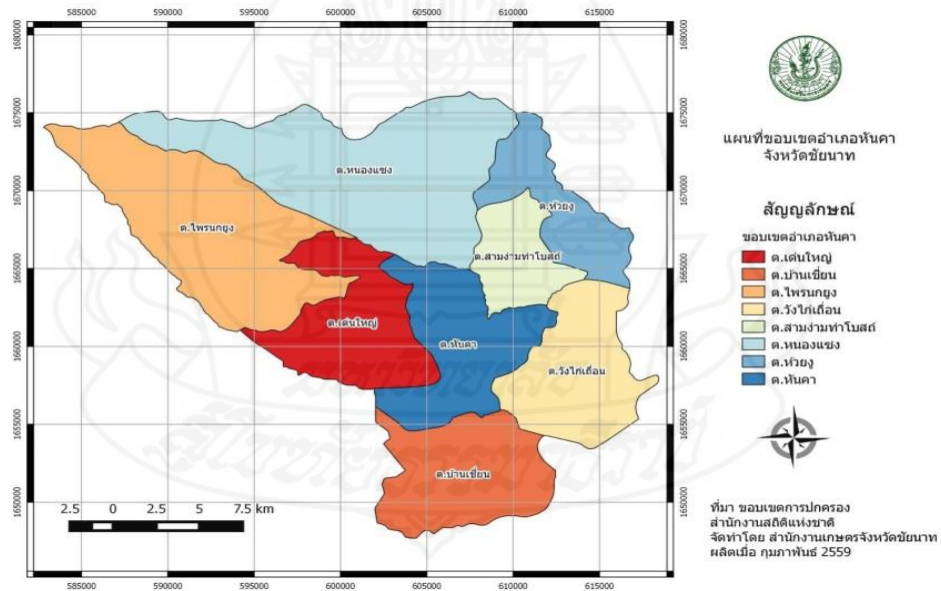 585000 590000 595000 600000 605000 610000 615000
1680000 1680000
1675000 1675000
1670000 1670000
1665000 1665000
1660000 1660000
1655000 1655000
1650000 1650000
ต.หนองแซง
ต.ห้วยงู
ต.ไพรนกยูง
ต.สามง่ามท่าโบสถ์
ต.เด่นใหญ่
ต.หันคา
ต.วังไก่เถื่อน
ต.บ้านเชี่ยน
2.5 0 2.5 5 7.5 km
585000 590000 595000 600000 605000 610000 615000
แผนที่ขอบเขตอำเภอหันคา
จังหวัดชัยนาท
สัญญลักษณ์
ขอบเขตอำเภอหันคา
ต.เด่นใหญ่
ต.บ้านเชี่ยน
ต.ไพรนกยูง
ต.วังไก่เถื่อน
ต.สามง่ามท่าโบสถ์
ต.หนองแซง
ต.ห้วยงู
ต.หันคา
ที่มา ขอบเขตการปกครอง
สำนักงานสถิติแห่งชาติ
จัดทำโดย สำนักงานเกษตรจังหวัดชัยนาท
ผลิตเมื่อ กุมภาพันธ์ 2559